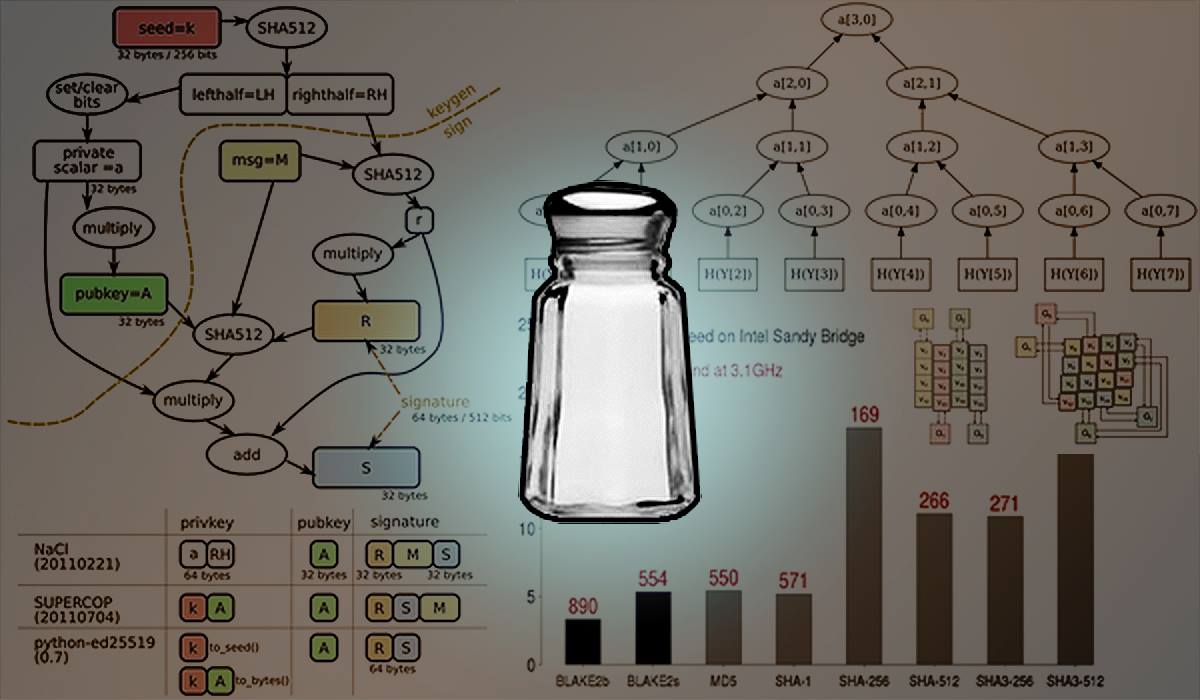 seed=k
SHA512
32 bytes / 256 bits
set/clear
bits
lefthalf=LH
righthalf=RH
keygen
sign
private
scalar =a
32 bytes
msg=M
SHA512
r
multiply
multiply
pubkey=A
32 bytes
SHA512
R
32 bytes
signature
64 bytes / 512 bits
multiply
add
S
32 bytes
privkey
pubkey
signature
NaCl
(20110221)
a RH
64 bytes
A
32 bytes
R M S
32 bytes
32 bytes
SUPERCOP
(20110704)
k A
A
R S M
python-ed25519
(0.7)
k to_seed()
k A to_bytes()
A
R S
64 bytes
a[3,0]
a[2,0]
a[2,1]
a[1,0]
a[1,1]
a[1,2]
a[1,3]
a[0,2]
a[0,3]
a[0,4]
a[0,5]
a[0,6]
a[0,7]
H(Y[2])
H(Y[3])
H(Y[4])
H(Y[5])
H(Y[6])
H(Y[7])
on Intel Sandy Bridge
at 3.1GHz
10
5
0
890
554
550
571
169
266
271
BLAKE2b
BLAKE2s
MD5
SHA-1
SHA-256
SHA-512
SHA3-256
SHA3-512